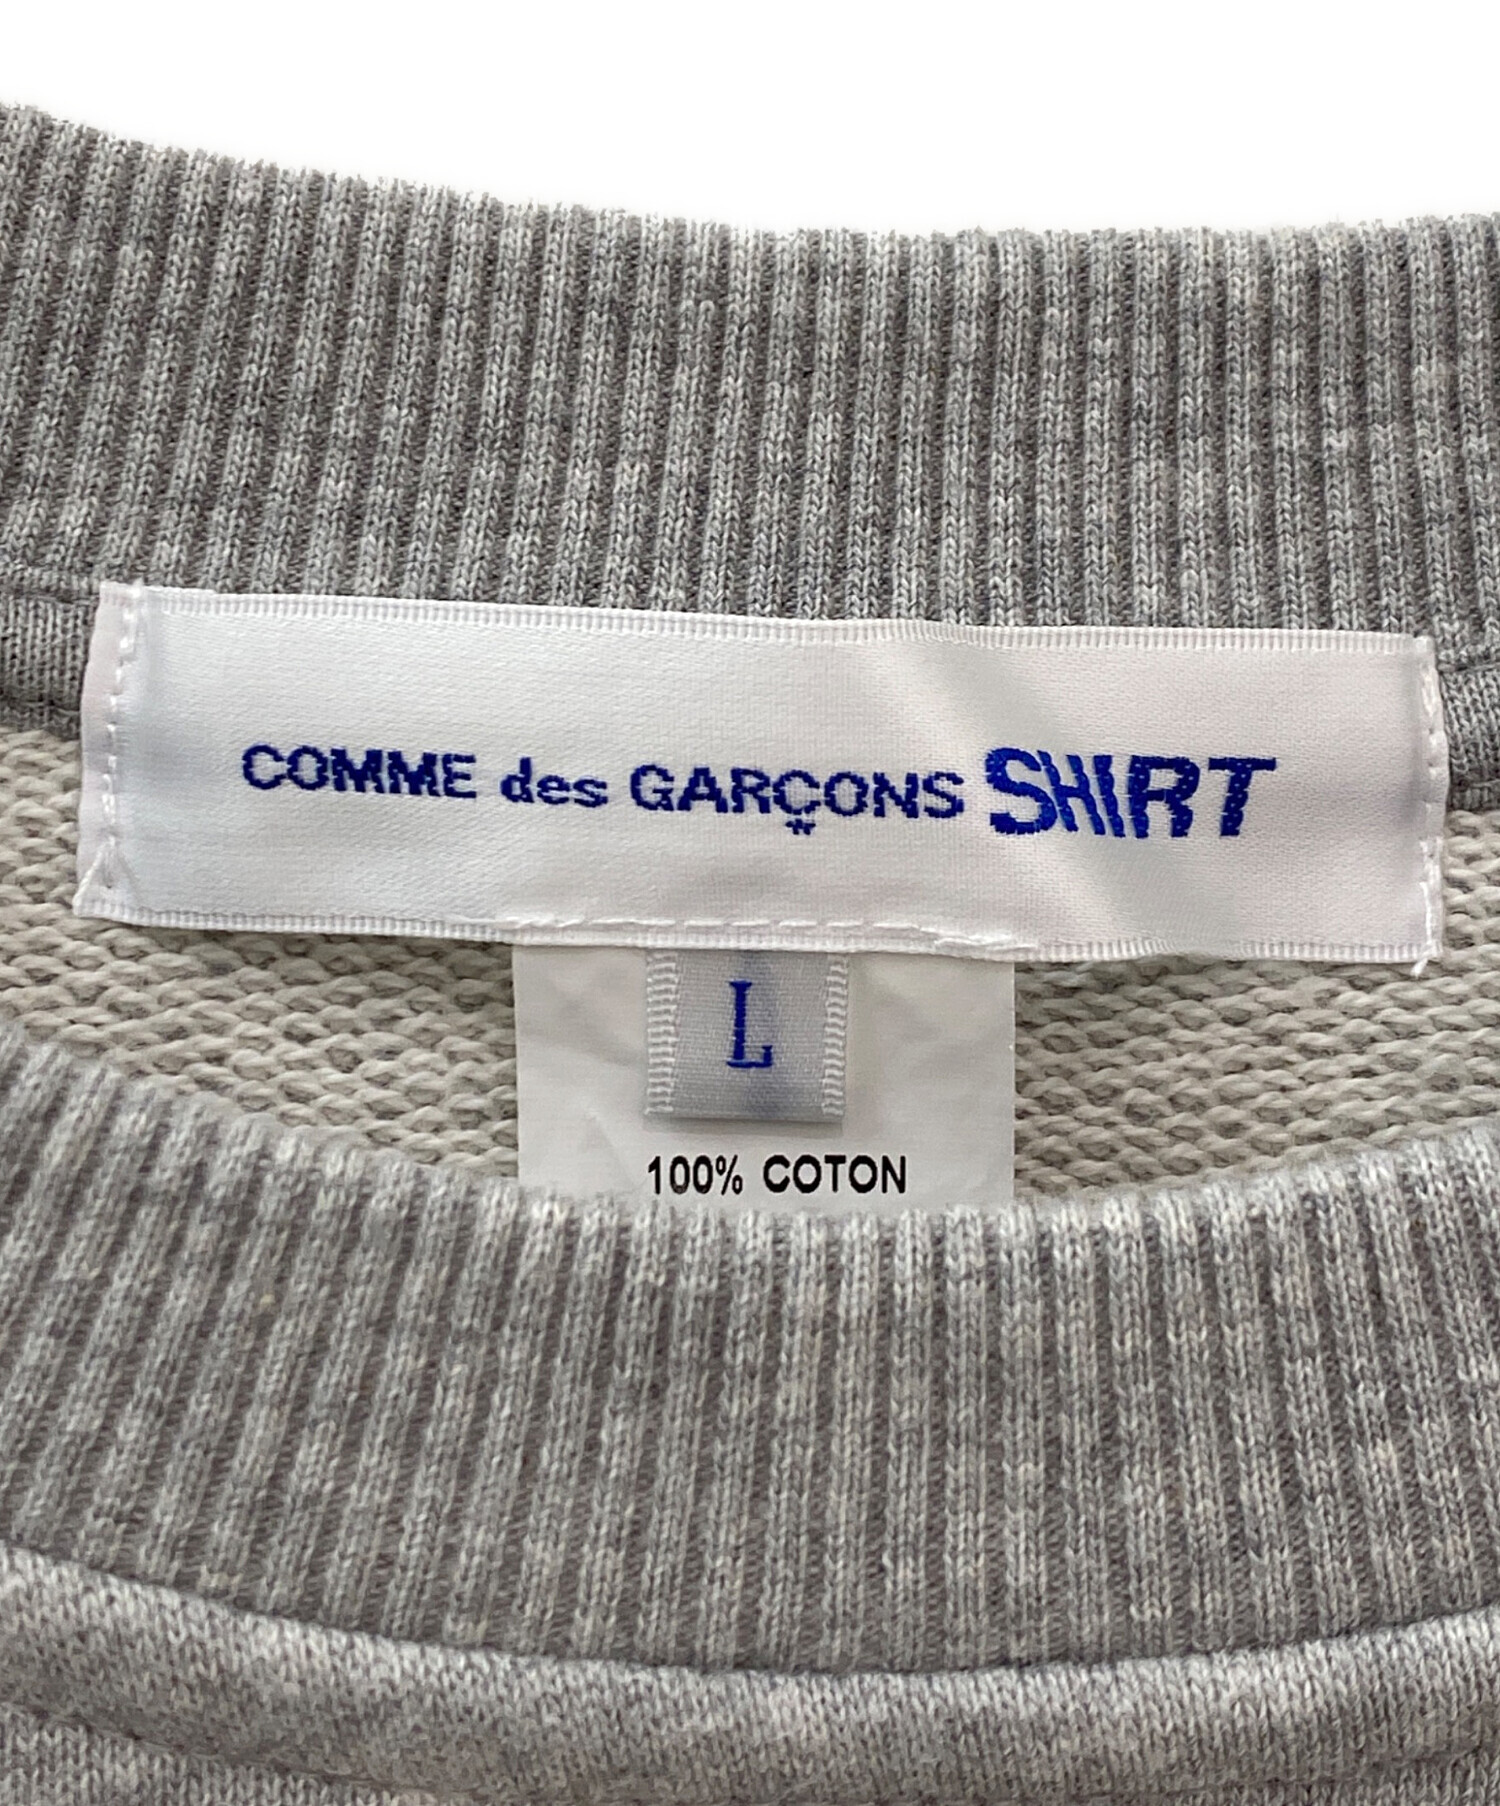 COMME des GARÇONS SHIRT
L
100% COTON